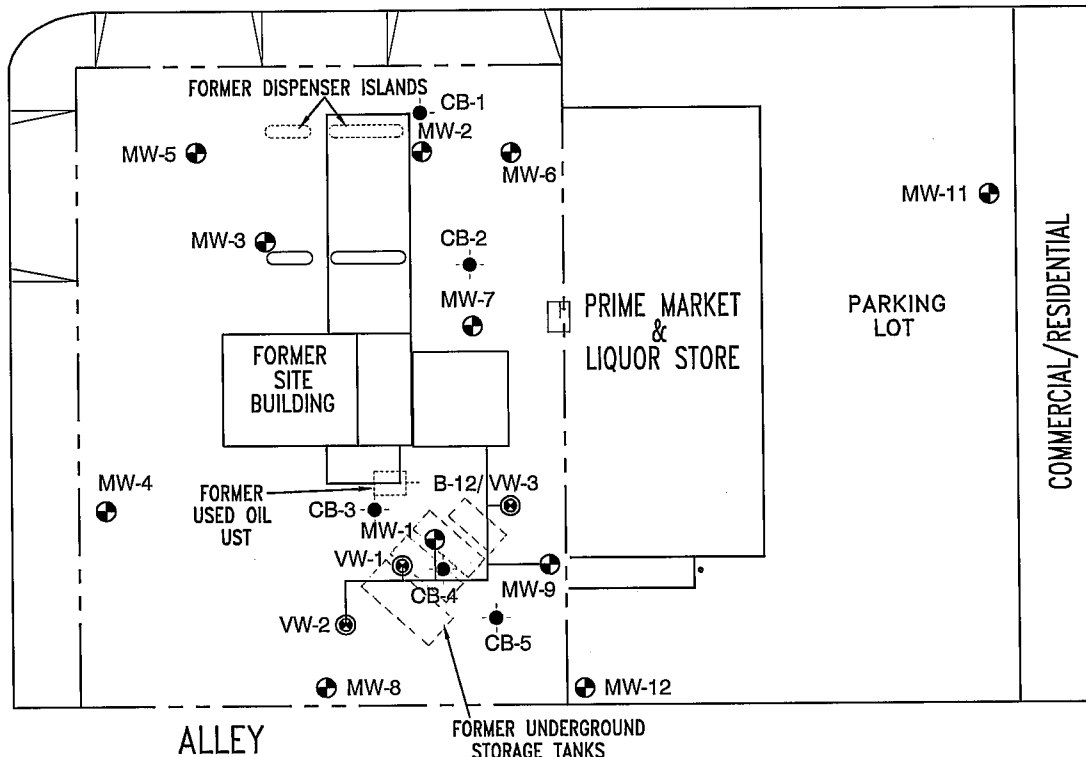 FORMER DISPENSER ISLANDS
CB-1
MW-2
MW-5
MW-6
MW-11
MW-3
CB-2
MW-7
PRIME MARKET
&
LIQUOR STORE
PARKING
LOT
COMMERCIAL/RESIDENTIAL
FORMER
SITE
BUILDING
MW-4
FORMER
USED OIL
UST
B-12/ VW-3
CB-3
MW-1
VW-1
CB-4
MW-9
VW-2
CB-5
MW-8
MW-12
ALLEY
FORMER UNDERGROUND
STORAGE TANKS